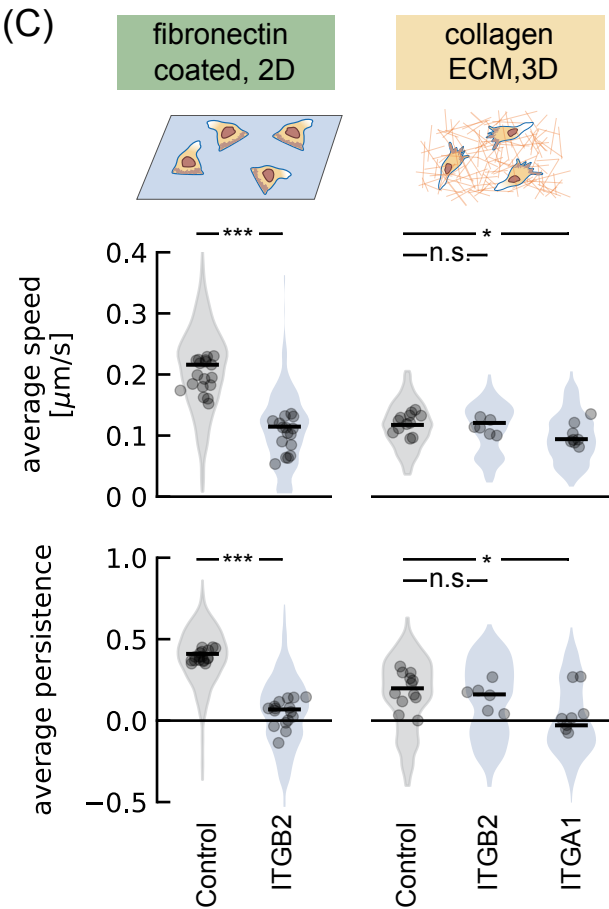 (C)
fibronectin
coated, 2D
collagen
ECM,3D
average speed
[μm/s]
0.4
0.3
0.2
0.1
0 0
***
*
n.s.
average persistence
1.0
0.5
0.0
−0.5
***
*
n.s.
Control
ITGB2
Control
ITGB2
ITGA1